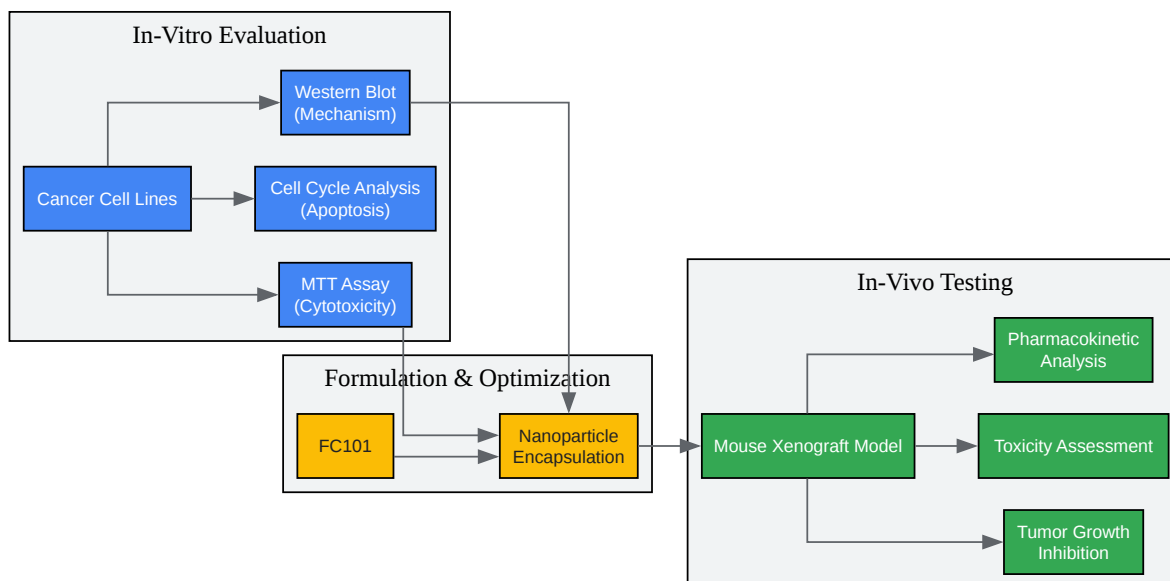 In-Vitro Evaluation
Western Blot
(Mechanism)
Cancer Cell Lines
Cell Cycle Analysis
(Apoptosis)
MTT Assay
(Cytotoxicity)
Formulation & Optimization
FC101
Nanoparticle
Encapsulation
In-Vivo Testing
Pharmacokinetic
Analysis
Mouse Xenograft Model
Toxicity Assessment
Tumor Growth
Inhibition